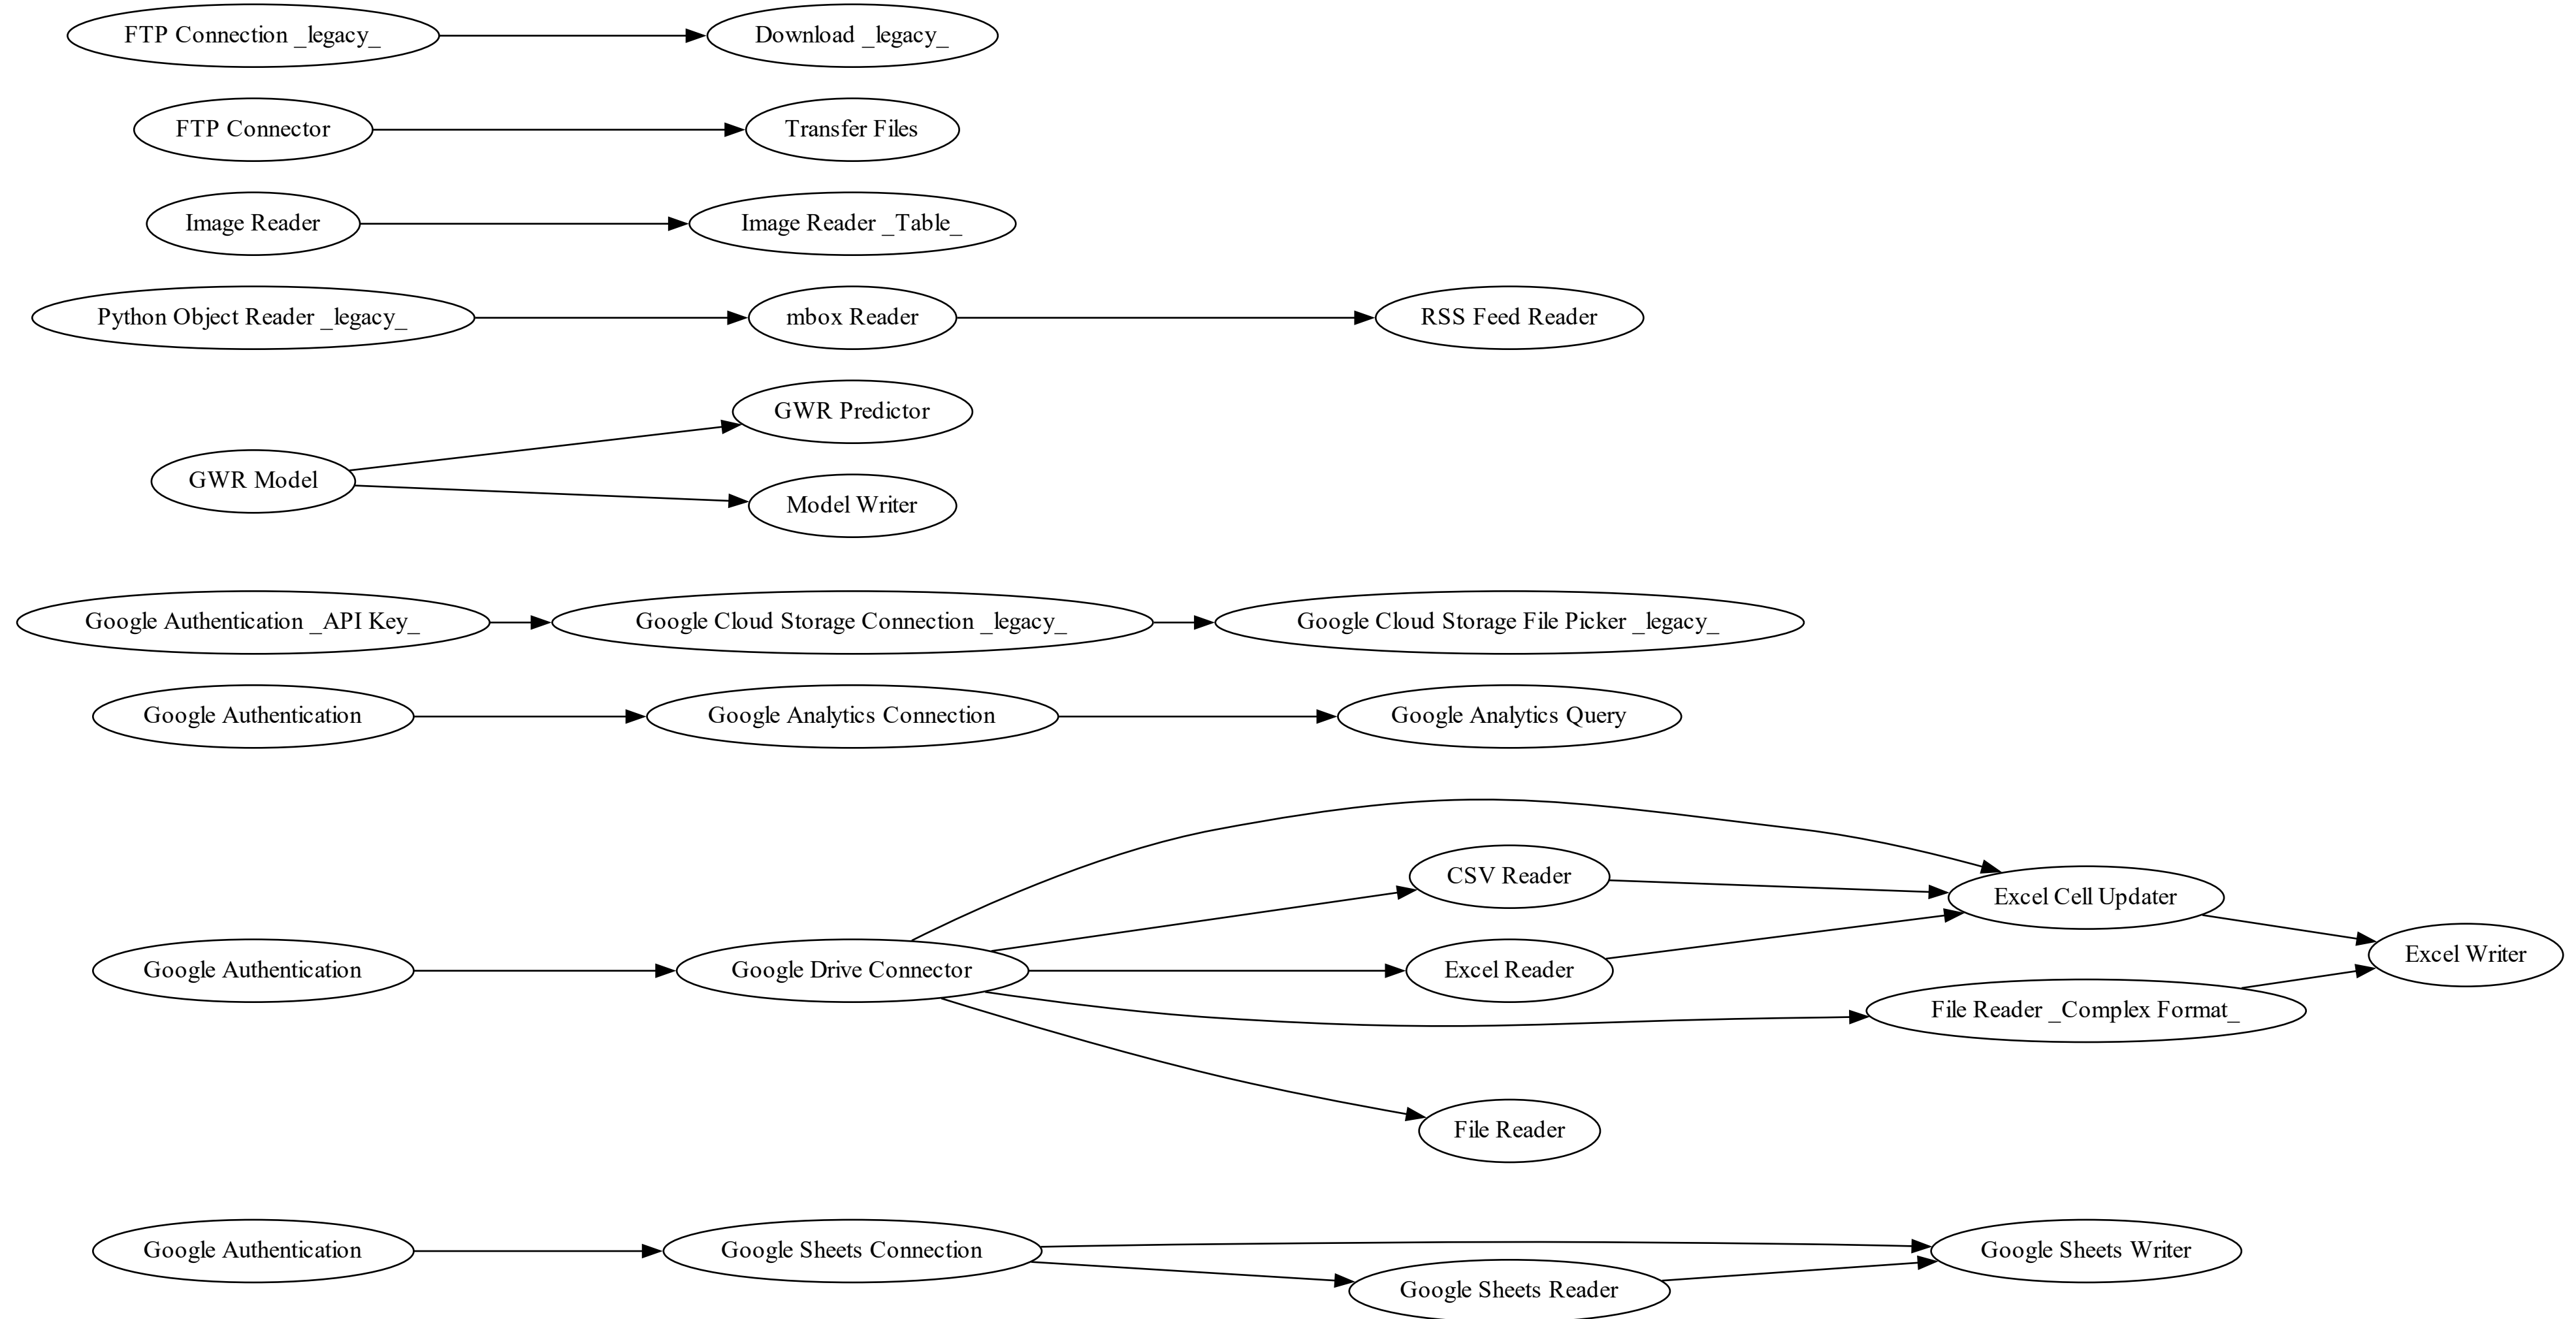 FTP Connection _legacy_
Download _legacy_
FTP Connector
Transfer Files
Image Reader
Image Reader _Table_
Python Object Reader _legacy_
mbox Reader
RSS Feed Reader
GWR Predictor
GWR Model
Model Writer
Google Authentication _API Key_
Google Cloud Storage Connection _legacy_
Google Cloud Storage File Picker _legacy_
Google Authentication
Google Analytics Connection
Google Analytics Query
CSV Reader
Excel Cell Updater
Excel Writer
Google Authentication
Google Drive Connector
Excel Reader
File Reader _Complex Format_
File Reader
Google Authentication
Google Sheets Connection
Google Sheets Writer
Google Sheets Reader